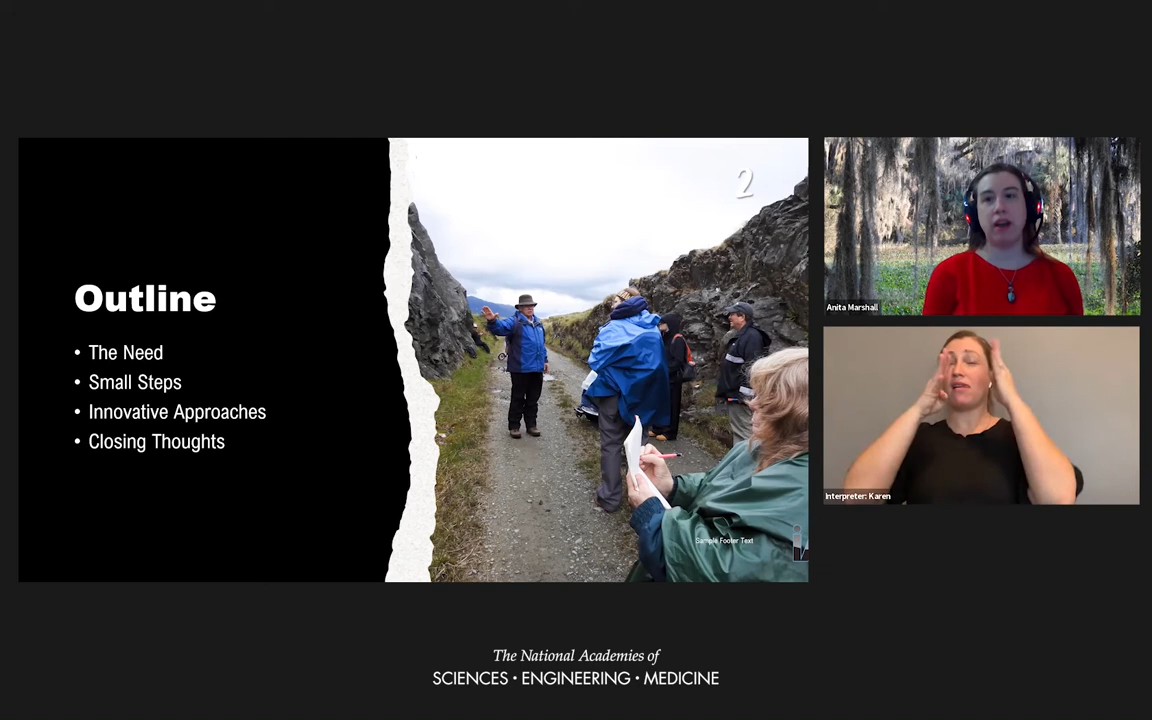 2
Outline
• The Need
• Small Steps
• Innovative Approaches
• Closing Thoughts
Sample Footer Text
Anita Marshall
Interpreter: Karen
The National Academies of
SCIENCES • ENGINEERING • MEDICINE